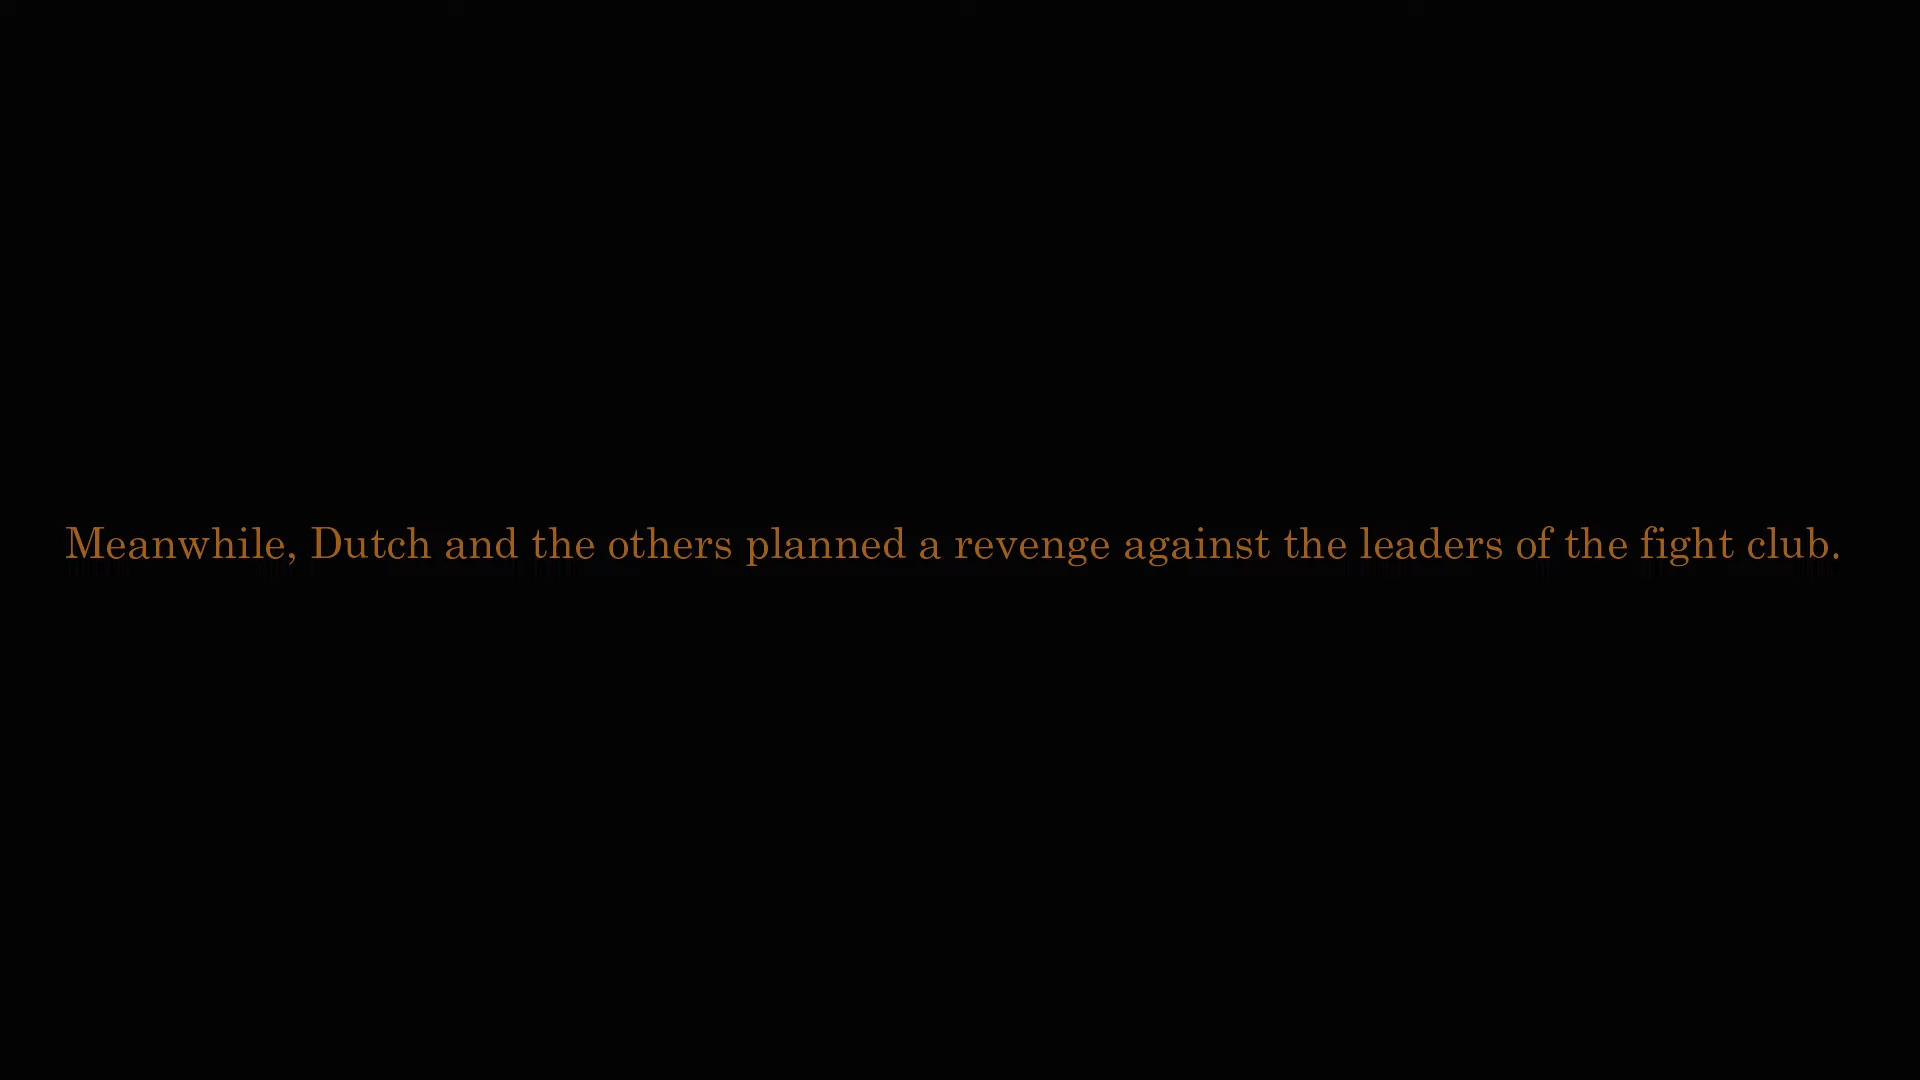 Meanwhile, Dutch and the others planned a revenge against the leaders of the fight club.